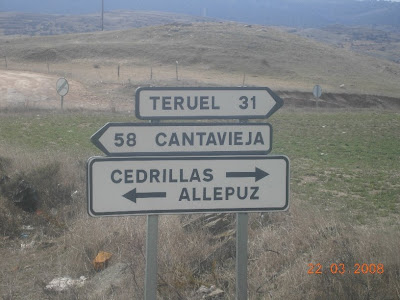 TERUEL 31
58 CANTAVIEJA
CEDRILLAS →
← ALLEPUZ
22 03 2008